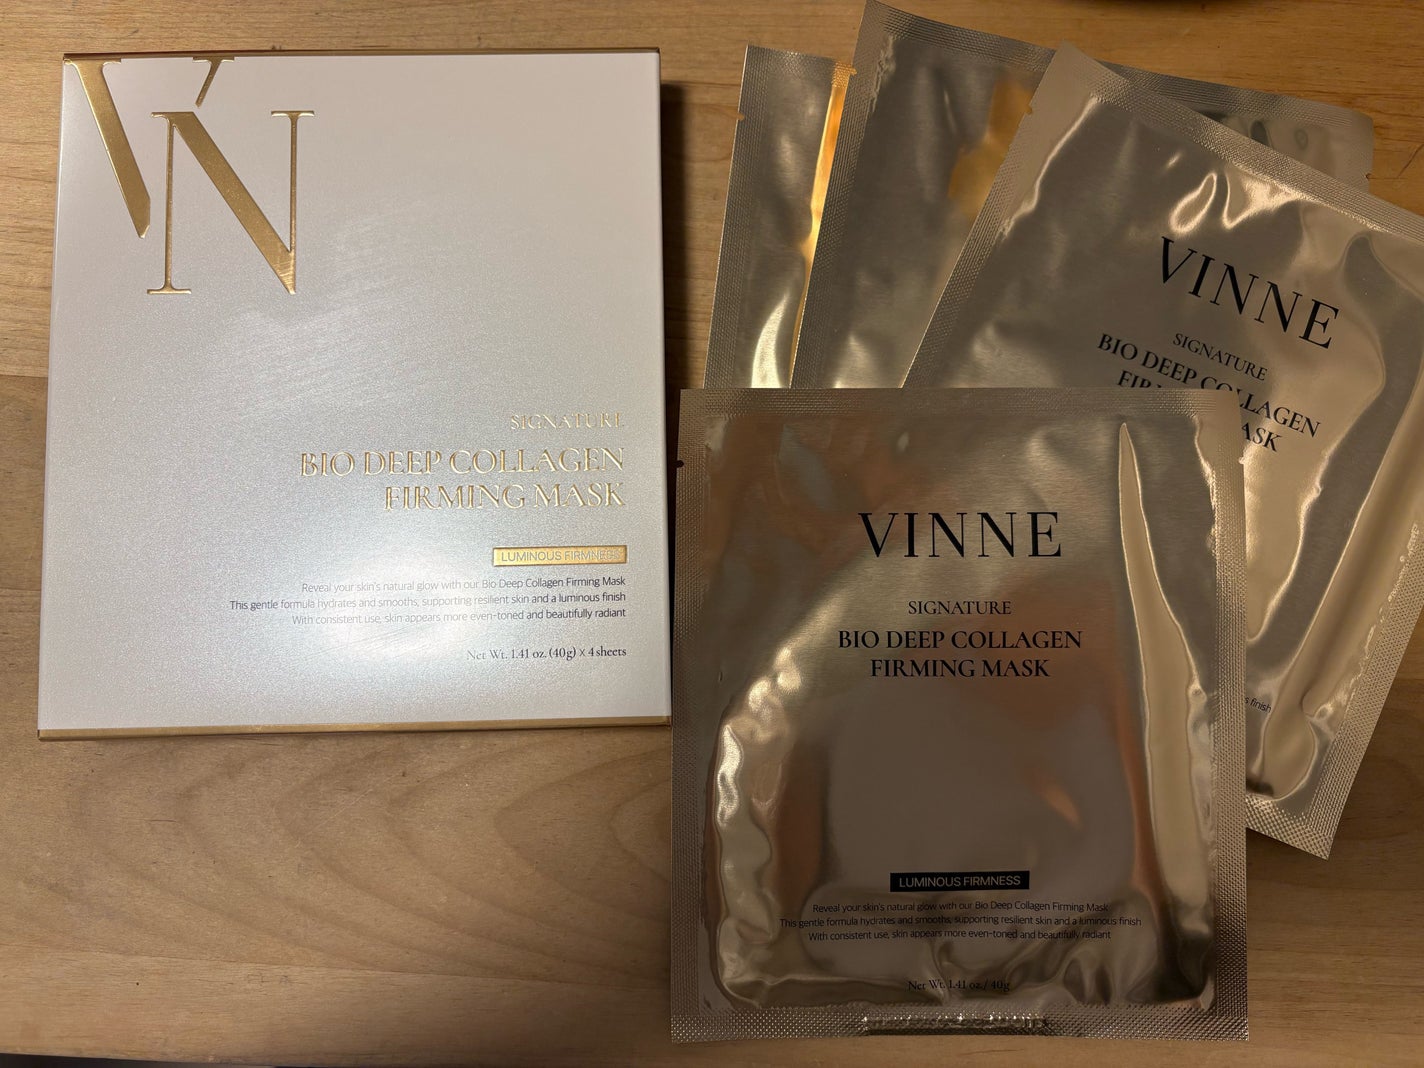 VN
SIGNATURE
BIO DEEP COLLAGEN
FIRMING MASK
LUMINOUS FIRMNESS
Reveal your skin's natural glow with our Bio Deep Collagen Firming Mask
This gentle formula hydrates and smooths, supporting resilient skin and a luminous finish
With consistent use, skin appears more even-toned and beautifully radiant
Net Wt. 1.41 oz. (40g) x 4 sheets
VINNE
SIGNATURE
BIO DEEP COLLAGEN
FIRMING MASK
LUMINOUS FIRMNESS
Reveal your skin's natural glow with our Bio Deep Collagen Firming Mask
This gentle formula hydrates and smooths, supporting resilient skin and a luminous finish
With consistent use, skin appears more even-toned and beautifully radiant
Net Wt. 1.41 oz./ 40g
VINNE
SIGNATURE
BIO DEEP COLLAGEN
ASK
finish